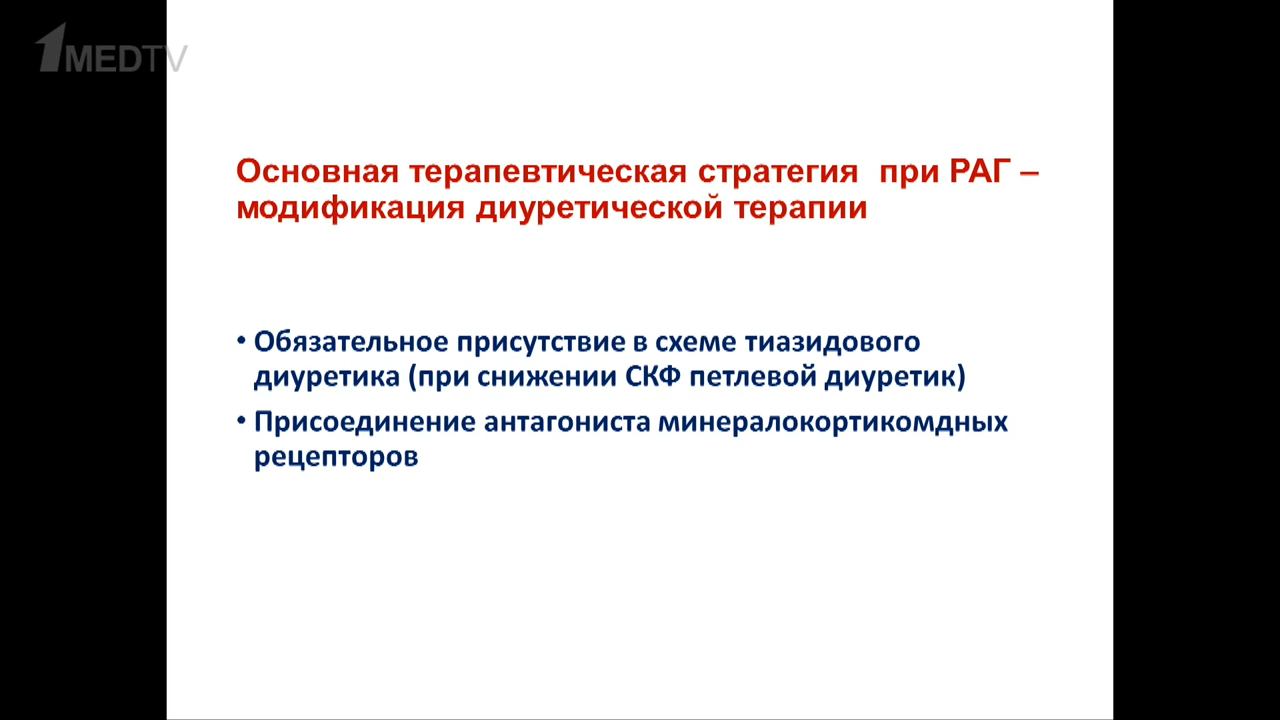 1MEDTV
Основная терапевтическая стратегия при РАГ –
модификация диуретической терапии
• Обязательное присутствие в схеме тиазидового
диуретика (при снижении СКФ петлевой диуретик)
• Присоединение антагониста минералокортикомдных
рецепторов